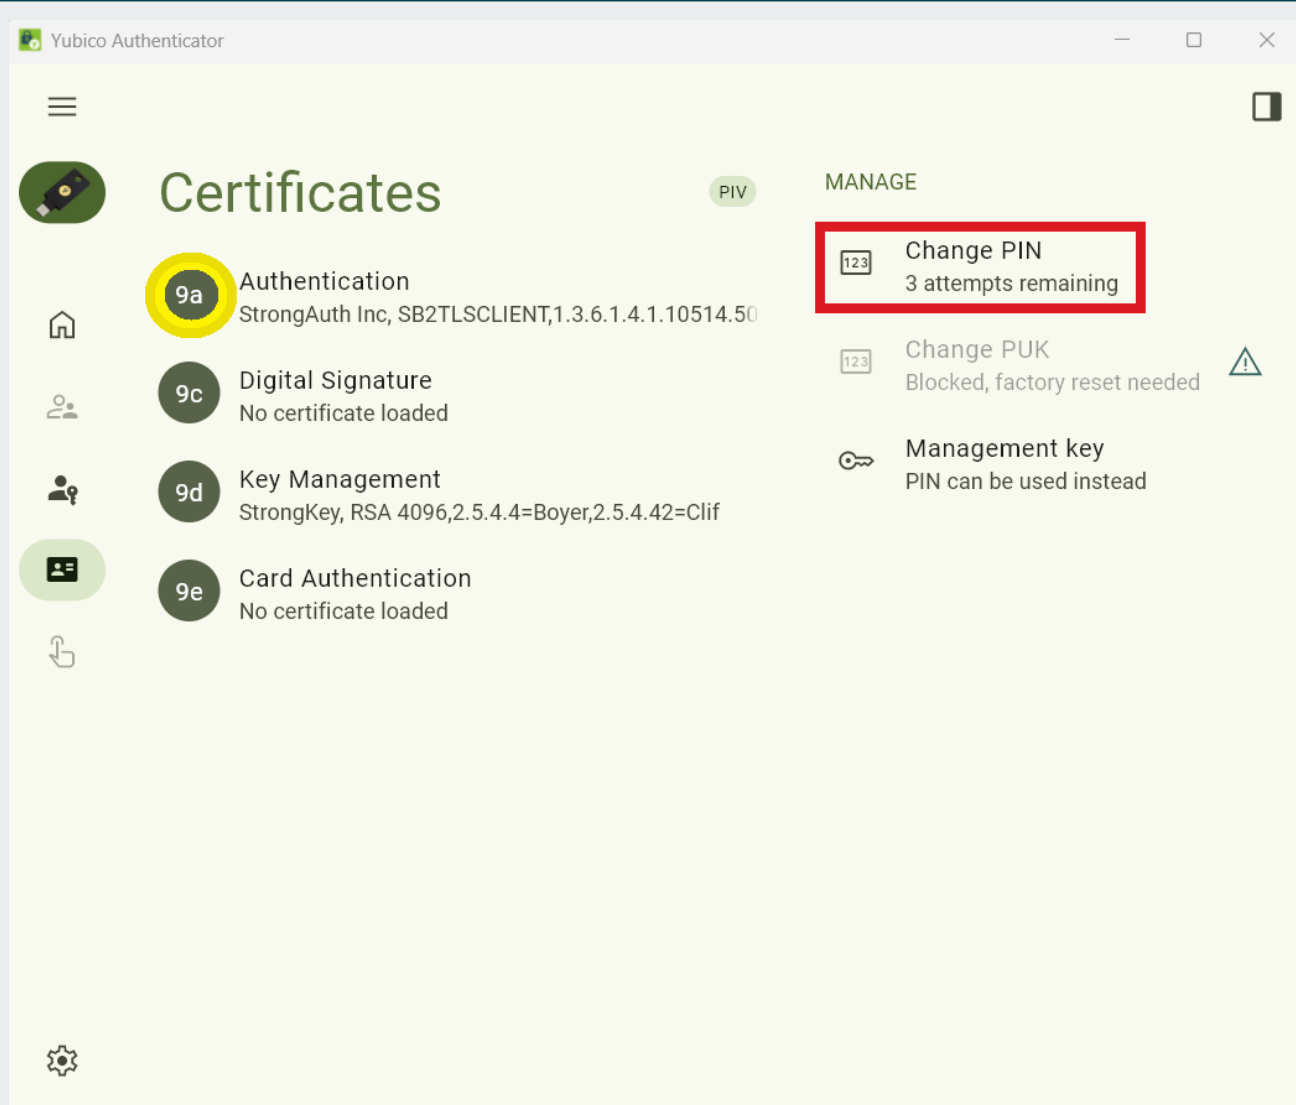 Yubico Authenticator
Certificates
PIV
9a
Authentication
StrongAuth Inc, SB2TLSCLIENT,1.3.6.1.4.1.10514.50
9c
Digital Signature
No certificate loaded
9d
Key Management
StrongKey, RSA 4096,2.5.4.4=Boyer,2.5.4.42=Clif
9e
Card Authentication
No certificate loaded
MANAGE
123
Change PIN
3 attempts remaining
123
Change PUK
Blocked, factory reset needed
Management key
PIN can be used instead